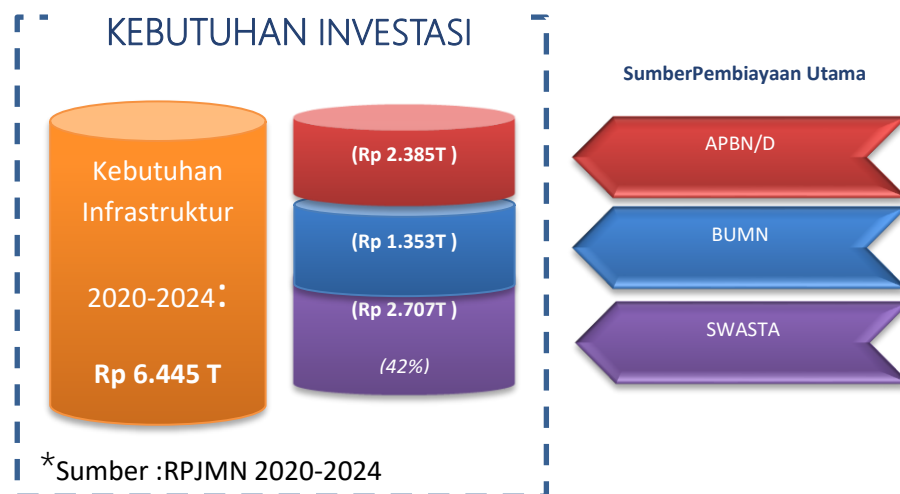 KEBUTUHAN INVESTASI
Kebutuhan
Infrastruktur
2020-2024:
Rp 6.445 T
(Rp 2.385T )
(Rp 1.353T )
(Rp 2.707T )
(42%)
*Sumber :RPJMN 2020-2024
SumberPembiayaan Utama
APBN/D
BUMN
SWASTA